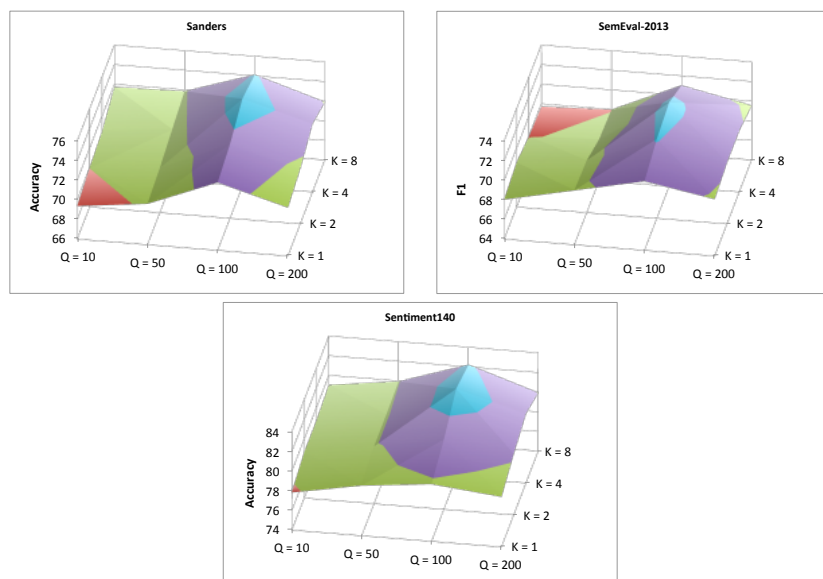 Sanders
76
74
72
70
68
66
Accuracy
Q = 10
Q = 50
Q = 100
Q = 200
K = 1
K = 2
K = 4
K = 8
SemEval-2013
74
72
70
68
66
64
F1
Q = 10
Q = 50
Q = 100
Q = 200
K = 1
K = 2
K = 4
K = 8
Sentiment140
84
82
80
78
76
74
Accuracy
Q = 10
Q = 50
Q = 100
Q = 200
K = 1
K = 2
K = 4
K = 8